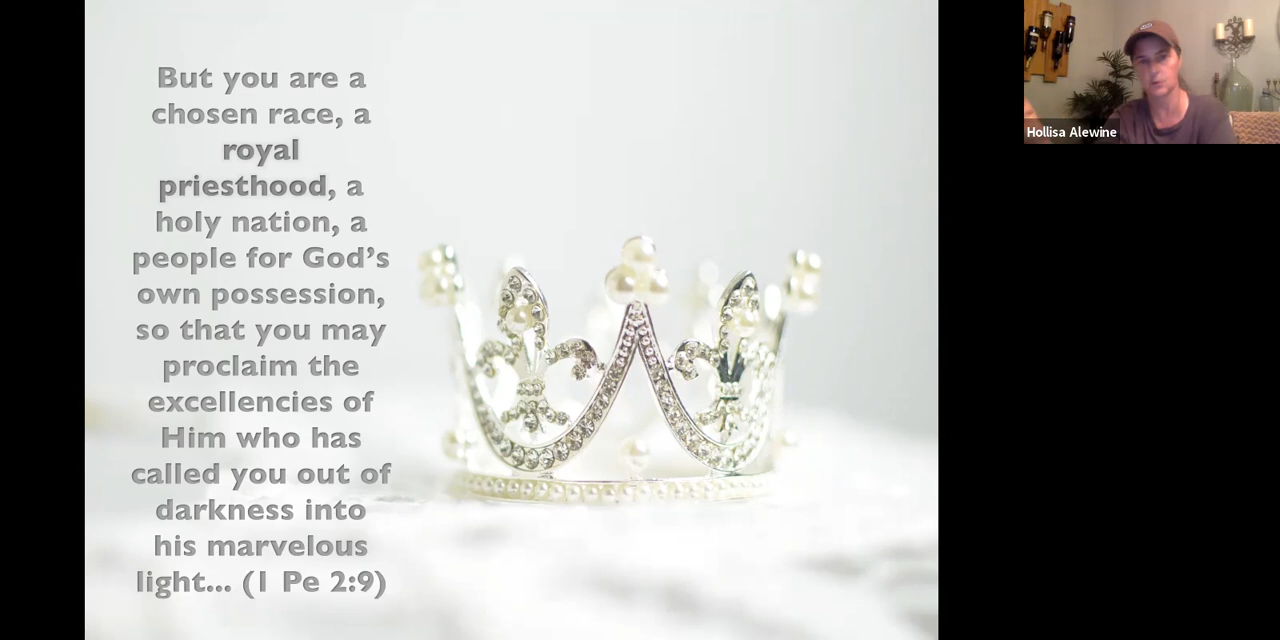 But you are a
chosen race, a
royal
priesthood, a
holy nation, a
people for God’s
own possession,
so that you may
proclaim the
excellencies of
Him who has
called you out of
darkness into
his marvelous
light... (1 Pe 2:9)
Hollisa Alewine